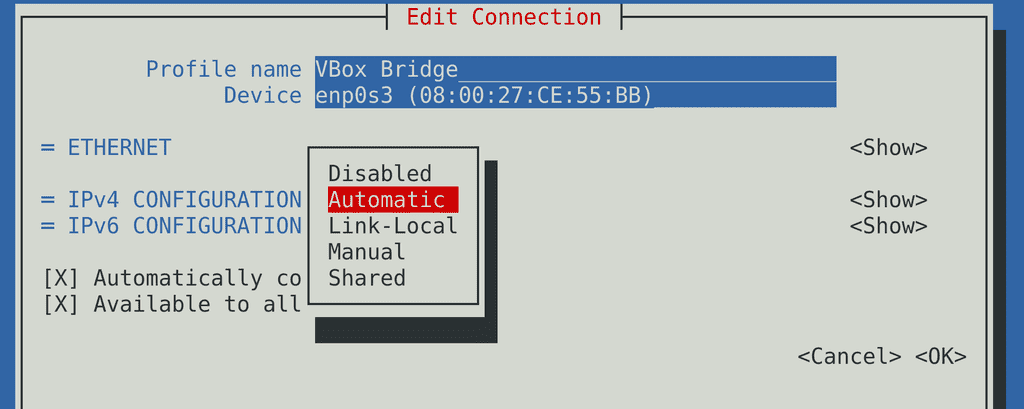 Edit Connection
Profile name VBox Bridge
Device enp0s3 (08:00:27:CE:55:BB)
= ETHERNET <Show>
Disabled
= IPv4 CONFIGURATION Automatic <Show>
= IPv6 CONFIGURATION Link-Local <Show>
Manual
[X] Automatically co Shared
[X] Available to all
<Cancel> <OK>